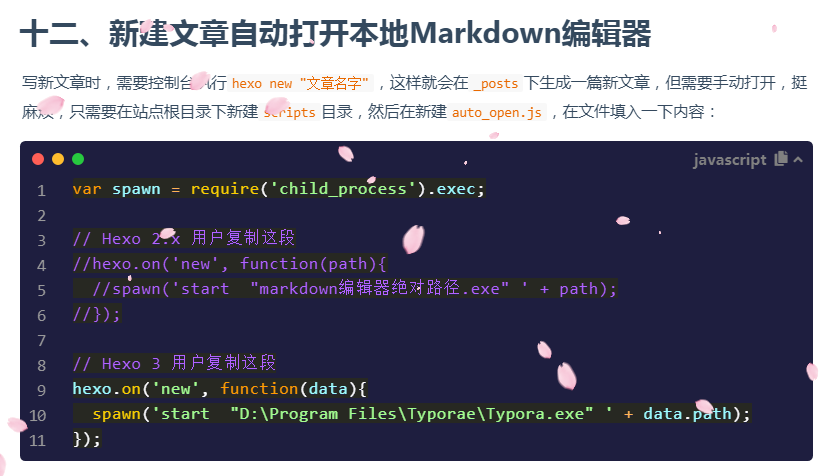 十二、新建文章自动打开本地Markdown编辑器
写新文章时，需要控制台执行 hexo new "文章名字" ，这样就会在 _posts 下生成一篇新文章，但需要手动打开，挺
麻烦，只需要在站点根目录下新建 scripts 目录，然后在新建 auto_open.js ，在文件填入一下内容：
javascript
1 var spawn = require('child_process').exec;
2
3 // Hexo 2.x 用户复制这段
4 //hexo.on('new', function(path){
5   //spawn('start  "markdown编辑器绝对路径.exe" ' + path);
6 //});
7
8 // Hexo 3 用户复制这段
9 hexo.on('new', function(data){
10   spawn('start  "D:\Program Files\Typorae\Typora.exe" ' + data.path);
11 });